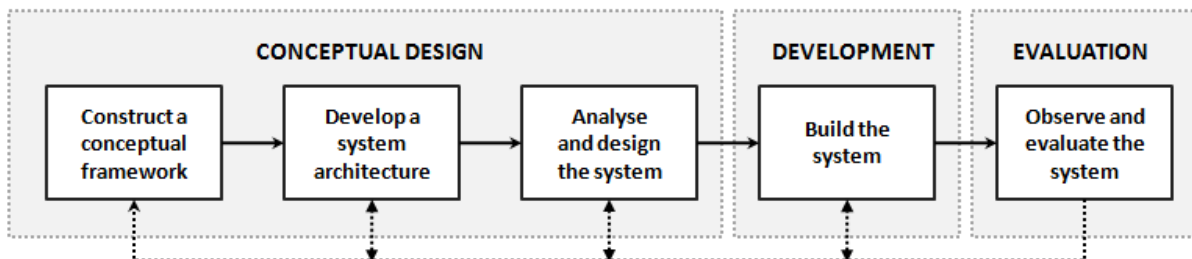 CONCEPTUAL DESIGN
Construct a
conceptual
framework
Develop a
system
architecture
Analyse
and design
the system
DEVELOPMENT
Build the
system
EVALUATION
Observe and
evaluate the
system